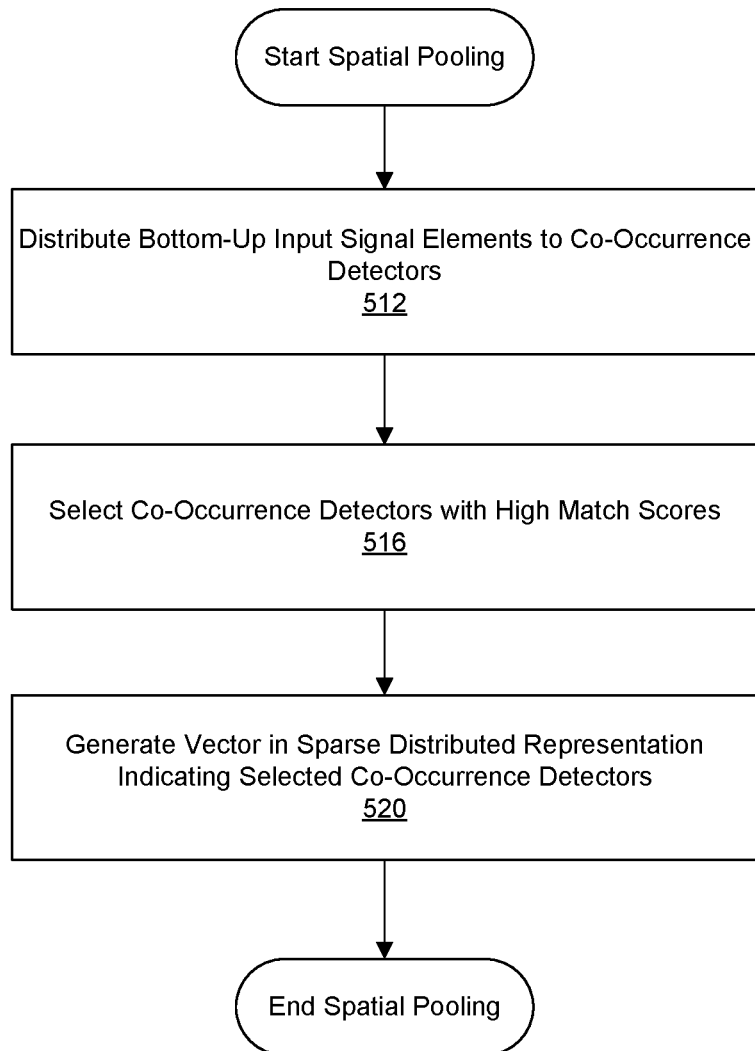 Start Spatial Pooling
Distribute Bottom-Up Input Signal Elements to Co-Occurrence
Detectors
512
Select Co-Occurrence Detectors with High Match Scores
516
Generate Vector in Sparse Distributed Representation
Indicating Selected Co-Occurrence Detectors
520
End Spatial Pooling